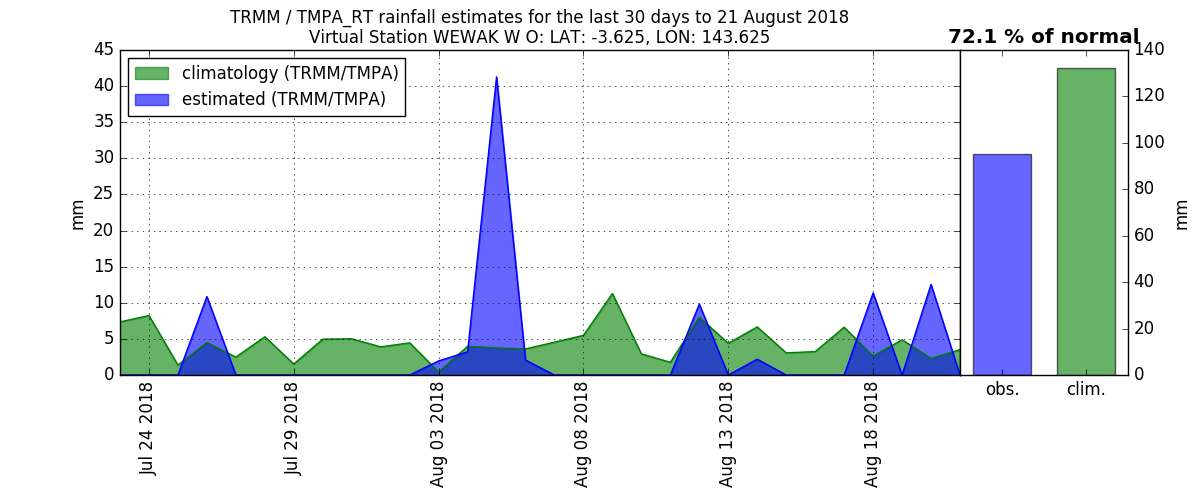 TRMM / TMPA_RT rainfall estimates for the last 30 days to 21 August 2018
Virtual Station WEWAK W O: LAT: -3.625, LON: 143.625
72.1 % of normal
climatology (TRMM/TMPA)
estimated (TRMM/TMPA)
mm
45
40
35
30
25
20
15
10
5
0
Jul 24 2018
Jul 29 2018
Aug 03 2018
Aug 08 2018
Aug 13 2018
Aug 18 2018
obs.
clim.
140
120
100
80
60
40
20
0
mm